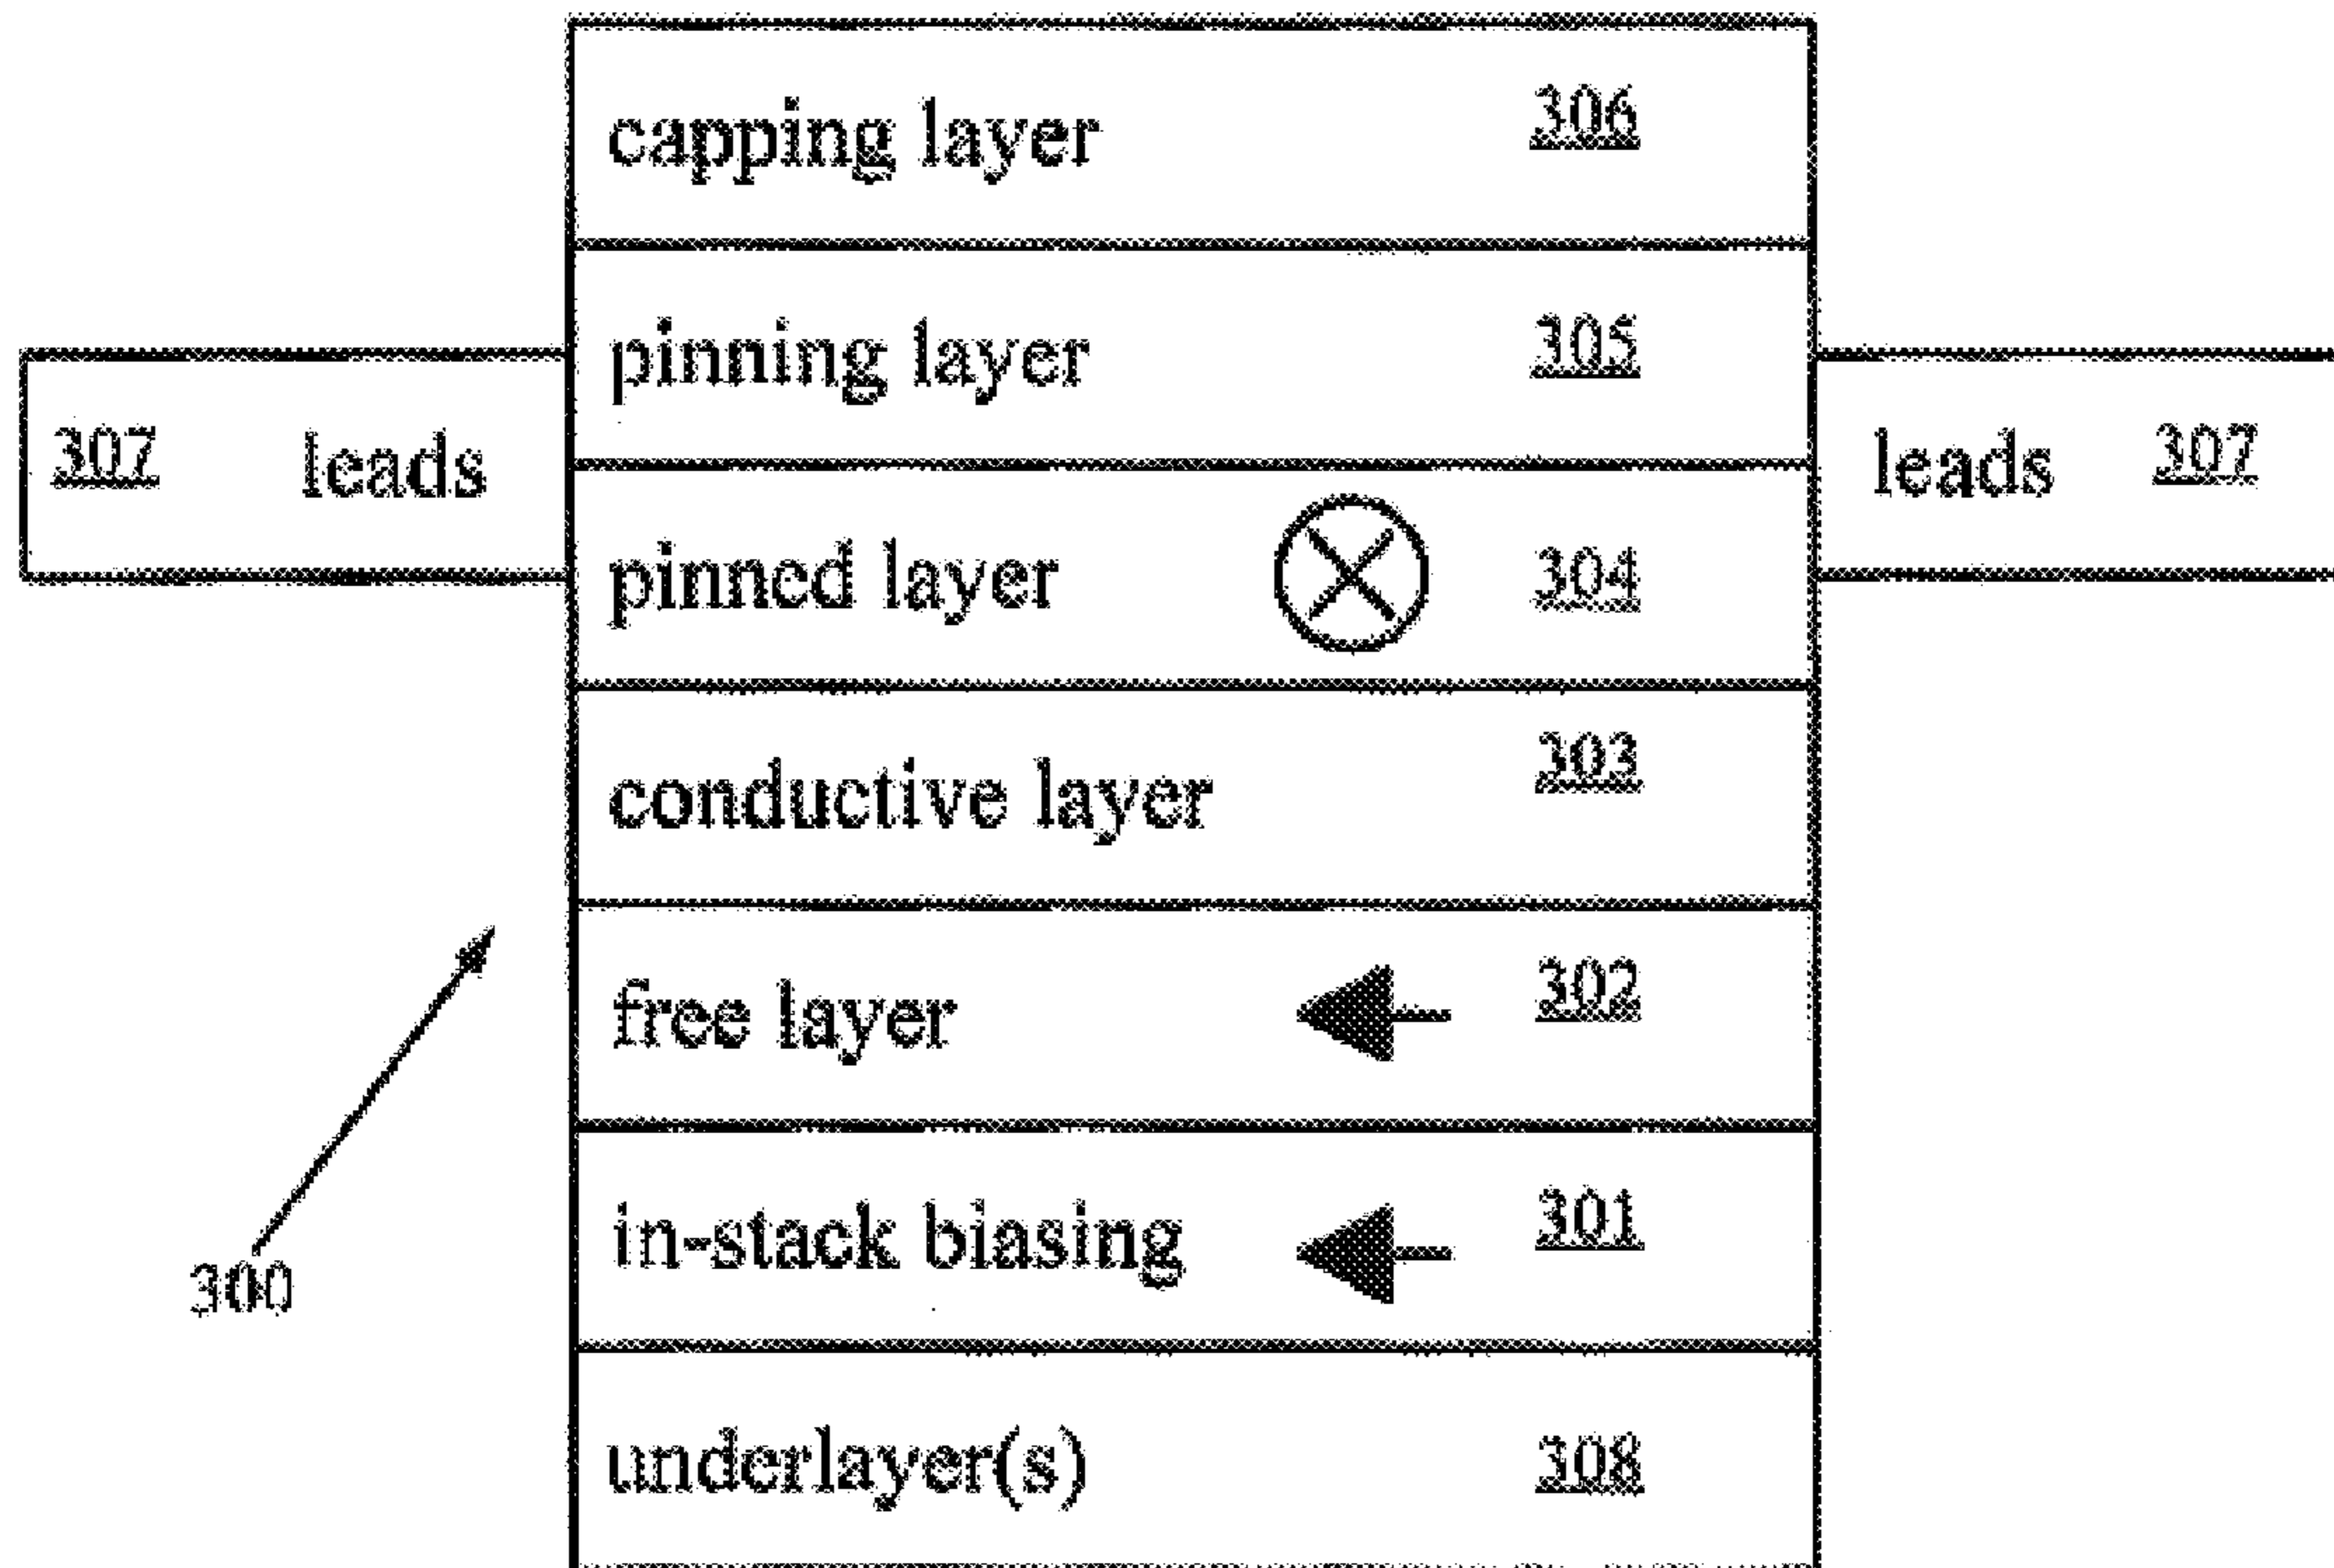 capping layer 306
pinning layer 305
307 leads
leads 307
pinned layer 304
conductive layer 303
free layer 302
in-stack biasing 301
300
underlayer(s) 308